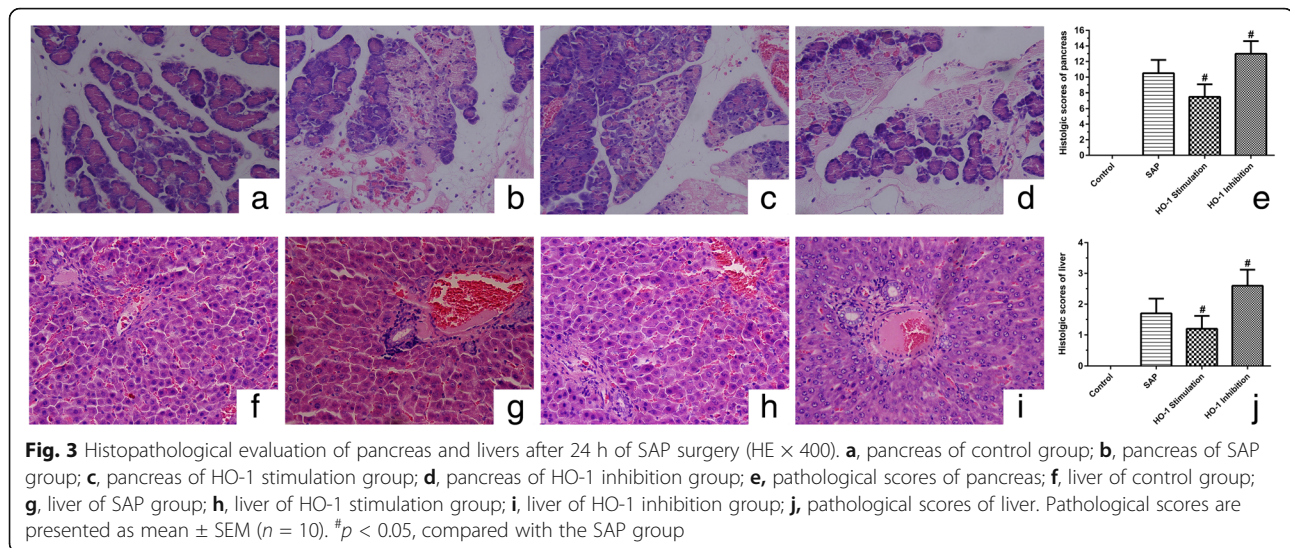 a
b
c
d
Histolgic scores of pancreas
16
14
12
10
8
6
4
2
0
#
#
Control
SAP
HO-1 Stimulation
HO-1 Inhibition
e
f
g
h
i
Histolgic scores of liver
4
3
2
1
0
#
#
Control
SAP
HO-1 Stimulation
HO-1 Inhibition
j
Fig. 3 Histopathological evaluation of pancreas and livers after 24 h of SAP surgery (HE × 400). a, pancreas of control group; b, pancreas of SAP
group; c, pancreas of HO-1 stimulation group; d, pancreas of HO-1 inhibition group; e, pathological scores of pancreas; f, liver of control group;
g, liver of SAP group; h, liver of HO-1 stimulation group; i, liver of HO-1 inhibition group; j, pathological scores of liver. Pathological scores are
presented as mean ± SEM (n = 10). #p < 0.05, compared with the SAP group